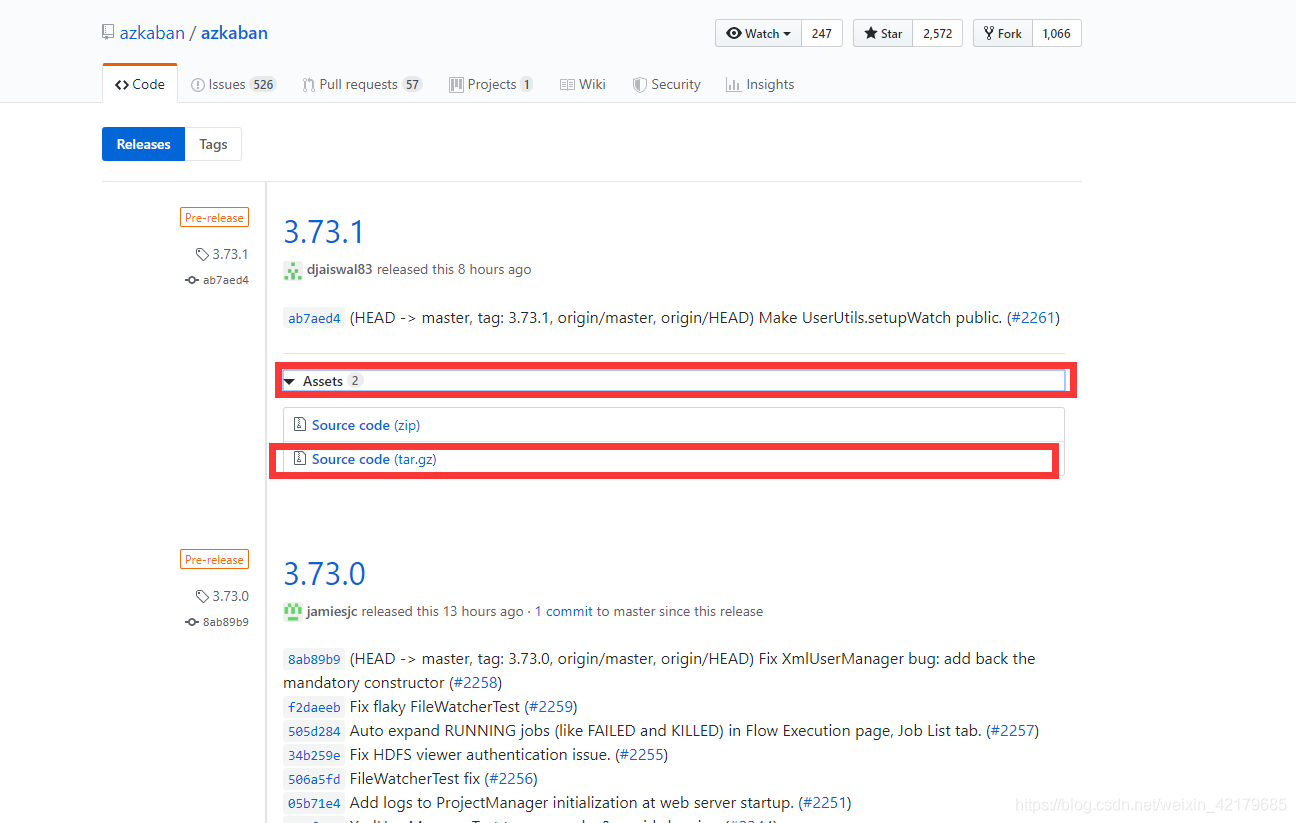 azkaban / azkaban
Watch 247 Star 2,572 Fork 1,066
Code Issues 526 Pull requests 57 Projects 1 Wiki Security Insights
Releases Tags
Pre-release
3.73.1
ab7aed4
3.73.1
djaiswal83 released this 8 hours ago
ab7aed4 (HEAD -> master, tag: 3.73.1, origin/master, origin/HEAD) Make UserUtils.setupWatch public. (#2261)
Assets 2
Source code (zip)
Source code (tar.gz)
Pre-release
3.73.0
8ab89b9
3.73.0
jamiesjc released this 13 hours ago · 1 commit to master since this release
8ab89b9 (HEAD -> master, tag: 3.73.0, origin/master, origin/HEAD) Fix XmlUserManager bug: add back the
mandatory constructor (#2258)
f2daeeb Fix flaky FileWatcherTest (#2259)
505d284 Auto expand RUNNING jobs (like FAILED and KILLED) in Flow Execution page, Job List tab. (#2257)
34b259e Fix HDFS viewer authentication issue. (#2255)
506a5fd FileWatcherTest fix (#2256)
05b71e4 Add logs to ProjectManager initialization at web server startup. (#2251)
https://blog.csdn.net/weixin_42179685